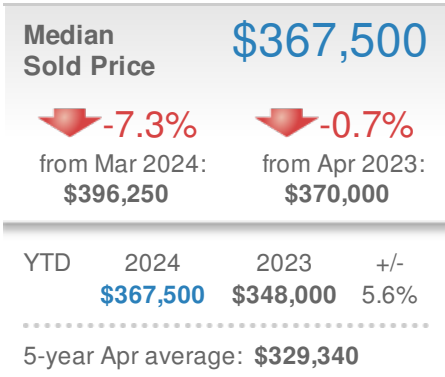 Median $367,500
Sold Price
-7.3% -0.7%
from Mar 2024: from Apr 2023:
$396,250 $370,000
YTD 2024 2023 +/-
$367,500 $348,000 5.6%
5-year Apr average: $329,340